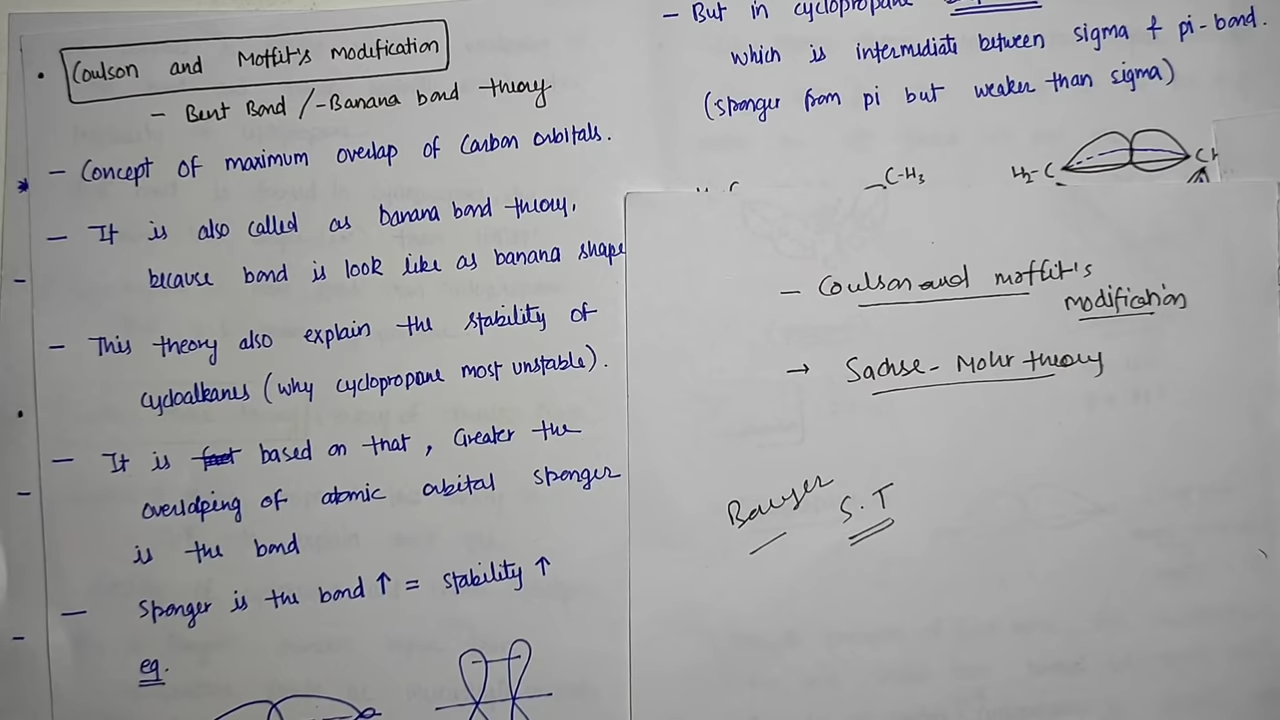 Coulson and Moffit's modification
- Bent Bond /-Banana bond theory
- Concept of maximum overlap of Carbon orbitals.
- It is also called as banana bond theory,
because bond is look like as banana shape
- This theory also explain the stability of
cycloalkanes (why cyclopropane most unstable).
- It is based on that, Greater the
overlaping of atomic orbital stronger
is the bond
- Stronger is the bond ↑ = stability ↑
eg.
- But in cyclopropane
which is intermediate between sigma & pi-bond.
(stronger from pi but weaker than sigma)
C-H3
H2-C
- Coulson and moffit's
modification
→ Sachse-Mohr theory
Baeyer
S.T